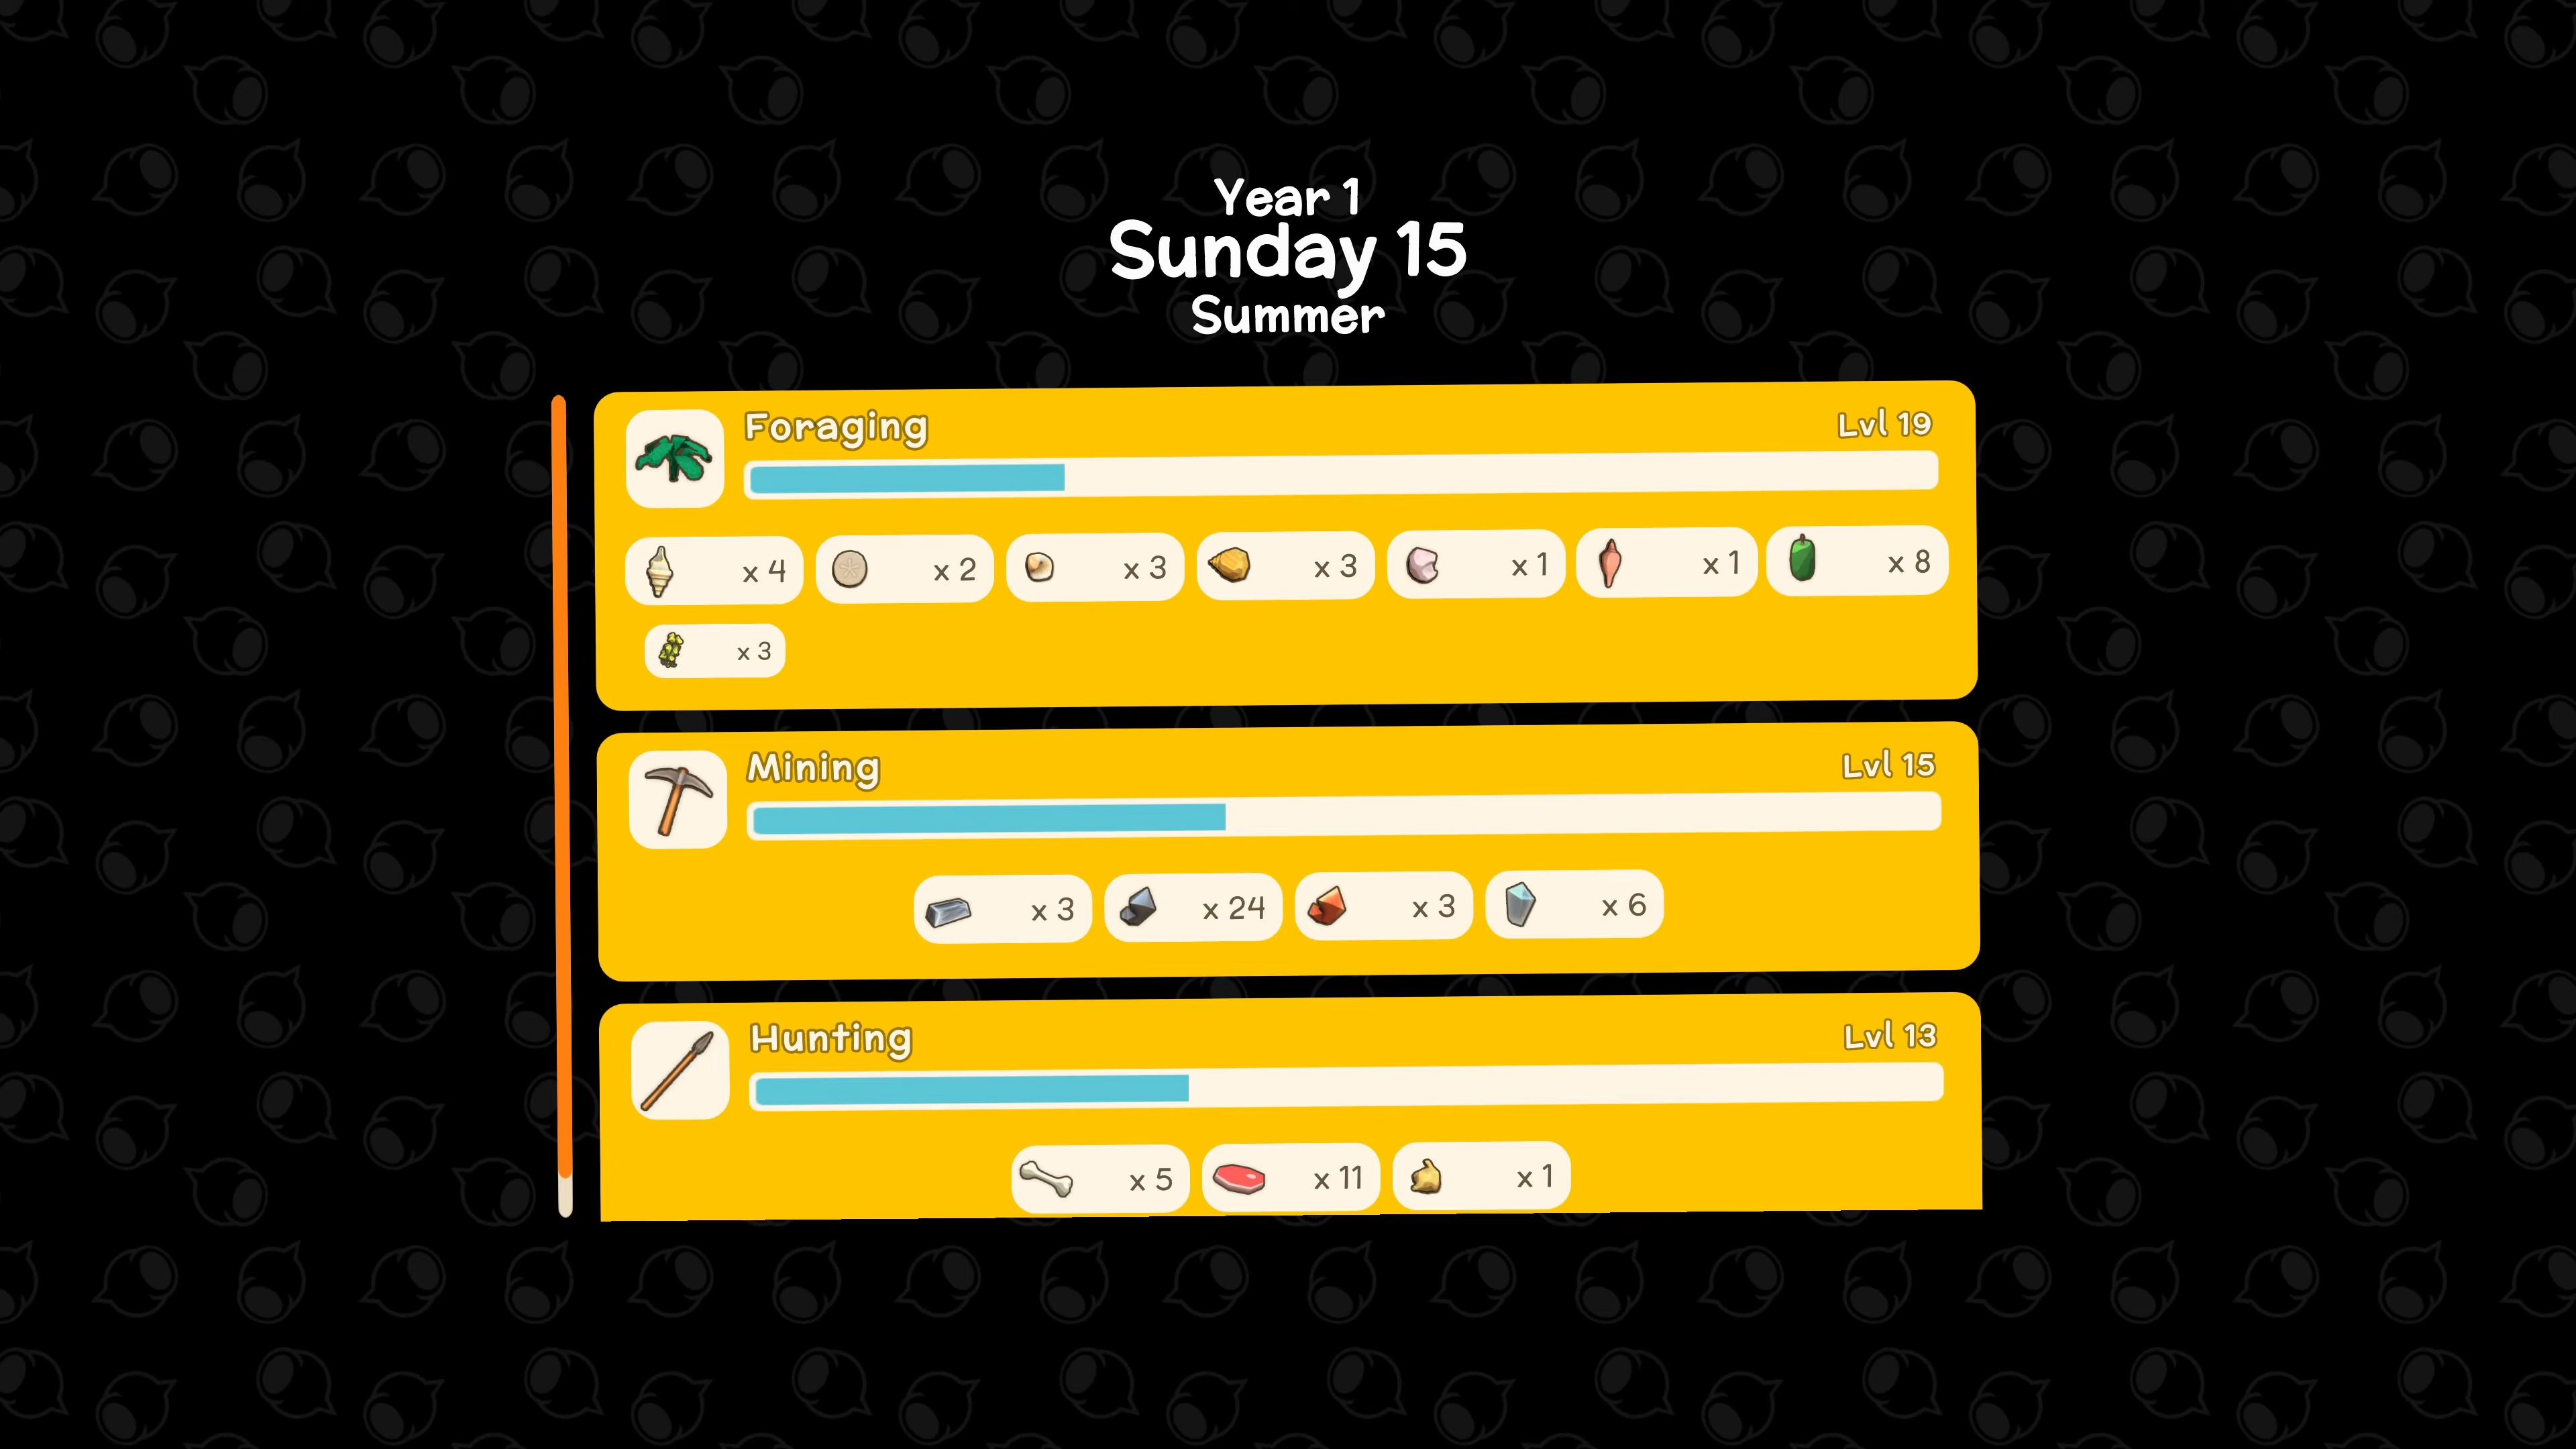 Year 1
Sunday 15
Summer
Foraging Lvl 19
x 4 x 2 x 3 x 3 x 1 x 1 x 8
x 3
Mining Lvl 15
x 3 x 24 x 3 x 6
Hunting Lvl 13
x 5 x 11 x 1